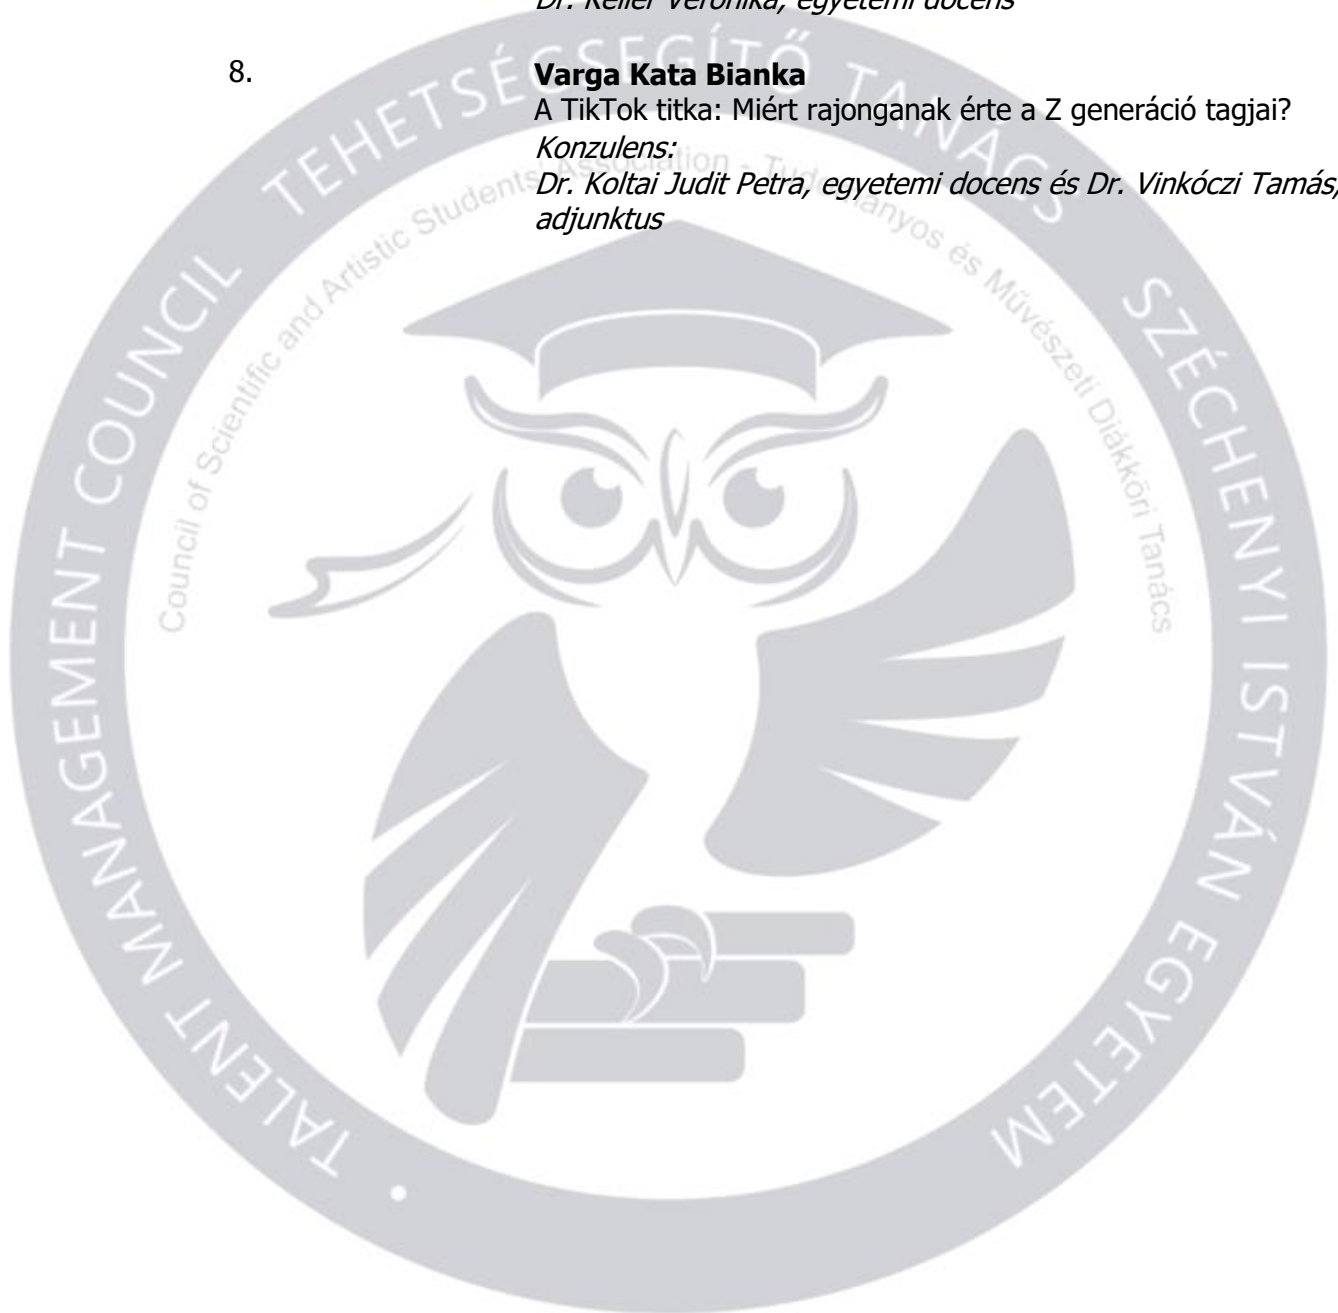 Dr. Keller Veronika, egyetemi docens
8. Varga Kata Bianka
A TikTok titka: Miért rajonganak érte a Z generáció tagjai?
Konzulens:
Dr. Koltai Judit Petra, egyetemi docens és Dr. Vinkóczi Tamás,
adjunktus
TEHETSÉGSEGÍTŐ TANÁCS SZÉCHENYI ISTVÁN EGYETEM
TALENT MANAGEMENT COUNCIL
Council of Scientific and Artistic Students' Association - Tudományos és Művészeti Diákköri Tanács